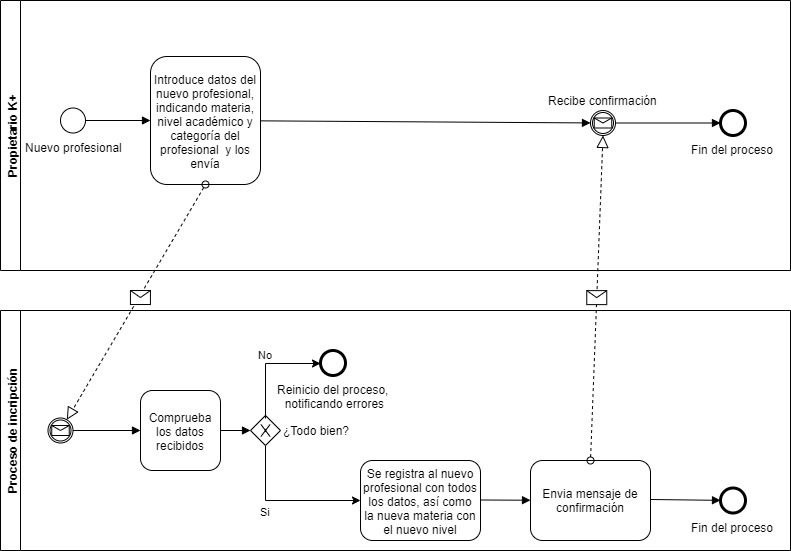 Propietario K+
Nuevo profesional
Introduce datos del
nuevo profesional,
indicando materia,
nivel académico y
categoría del
profesional y los
envía
Recibe confirmación
Fin del proceso
Proceso de incripción
Comprueba
los datos
recibidos
¿Todo bien?
No
Reinicio del proceso,
notificando errores
Si
Se registra al nuevo
profesional con todos
los datos, así como
la nueva materia con
el nuevo nivel
Envia mensaje de
confirmación
Fin del proceso